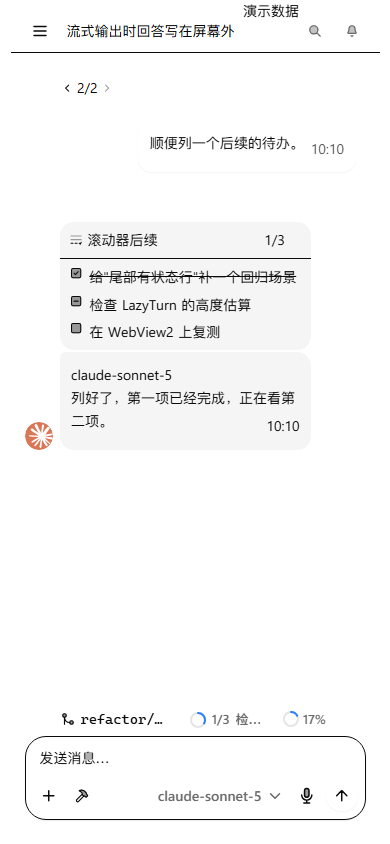 演示数据
流式输出时回答写在屏幕外
2/2
顺便列一个后续的待办。 10:10
滚动器后续 1/3
给"尾部有状态行"补一个回归场景
检查 LazyTurn 的高度估算
在 WebView2 上复测
claude-sonnet-5
列好了，第一项已经完成，正在看第
二项。 10:10
refactor/… 1/3 检… 17%
发送消息…
claude-sonnet-5